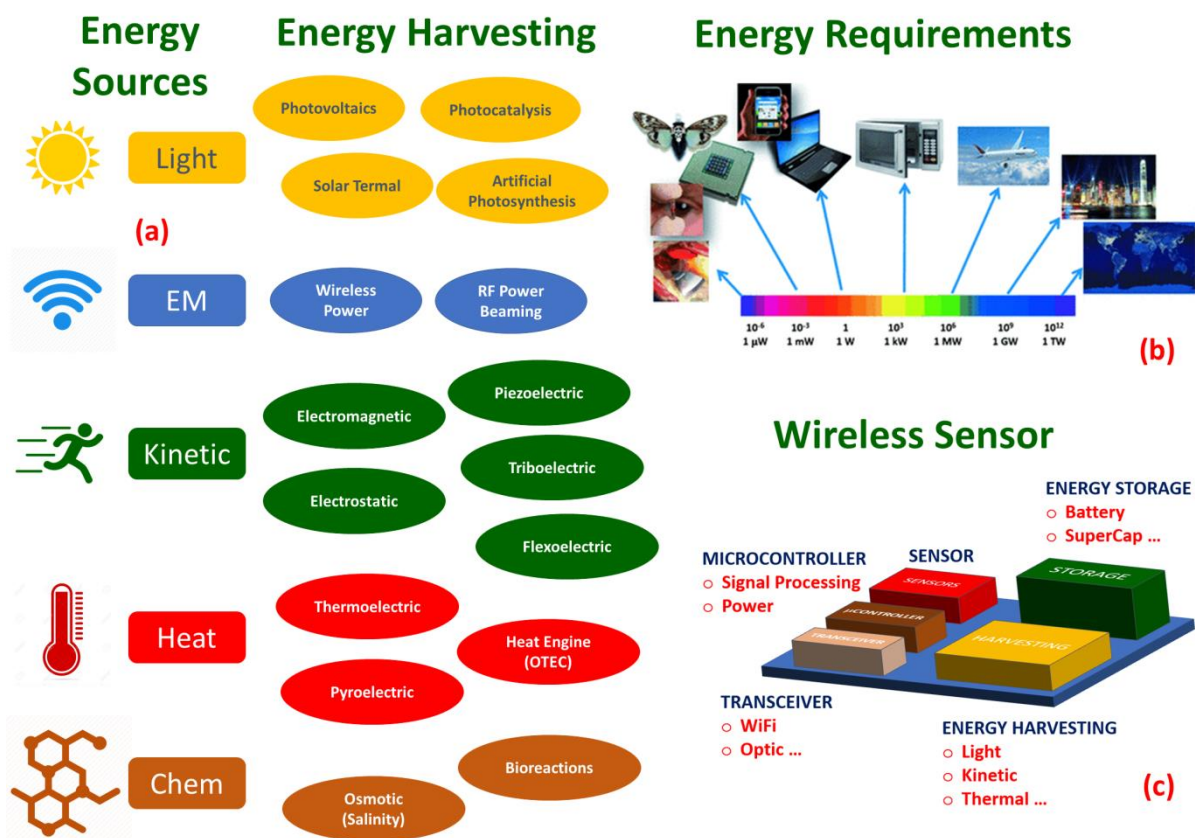 Energy
Sources
Energy Harvesting
Photovoltaics
Photocatalysis
Light
Solar Termal
Artificial
Photosynthesis
(a)
EM
Wireless
Power
RF Power
Beaming
Kinetic
Electromagnetic
Piezoelectric
Triboelectric
Electrostatic
Flexoelectric
Heat
Thermoelectric
Heat Engine
(OTEC)
Pyroelectric
Chem
Bioreactions
Osmotic
(Salinity)
Energy Requirements
10⁻⁶ 10⁻³ 1 10³ 10⁶ 10⁹ 10¹²
1 µW 1 mW 1 W 1 kW 1 MW 1 GW 1 TW
(b)
Wireless Sensor
ENERGY STORAGE
o Battery
o SuperCap ...
MICROCONTROLLER
o Signal Processing
o Power
SENSOR
SENSORS
STORAGE
µCONTROLLER
TRANSCEIVER
HARVESTING
TRANSCEIVER
o WiFi
o Optic ...
ENERGY HARVESTING
o Light
o Kinetic
o Thermal ...
(c)